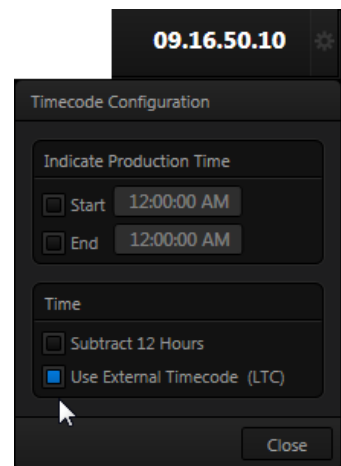 09.16.50.10
Timecode Configuration
Indicate Production Time
Start 12:00:00 AM
End 12:00:00 AM
Time
Subtract 12 Hours
Use External Timecode (LTC)
Close